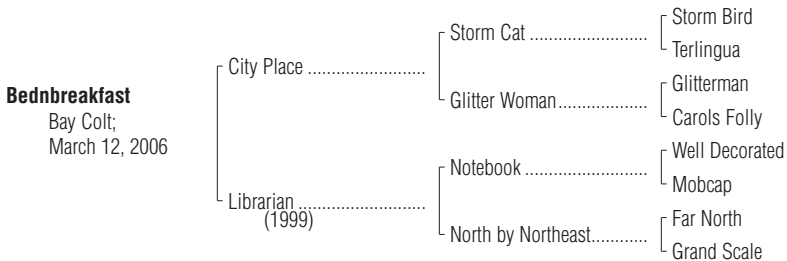 Bednbreakfast
Bay Colt;
March 12, 2006
City Place ..........................
Librarian ...........................
(1999)
Storm Cat .........................
Glitter Woman...................
Notebook ..........................
North by Northeast............
Storm Bird
Terlingua
Glitterman
Carols Folly
Well Decorated
Mobcap
Far North
Grand Scale